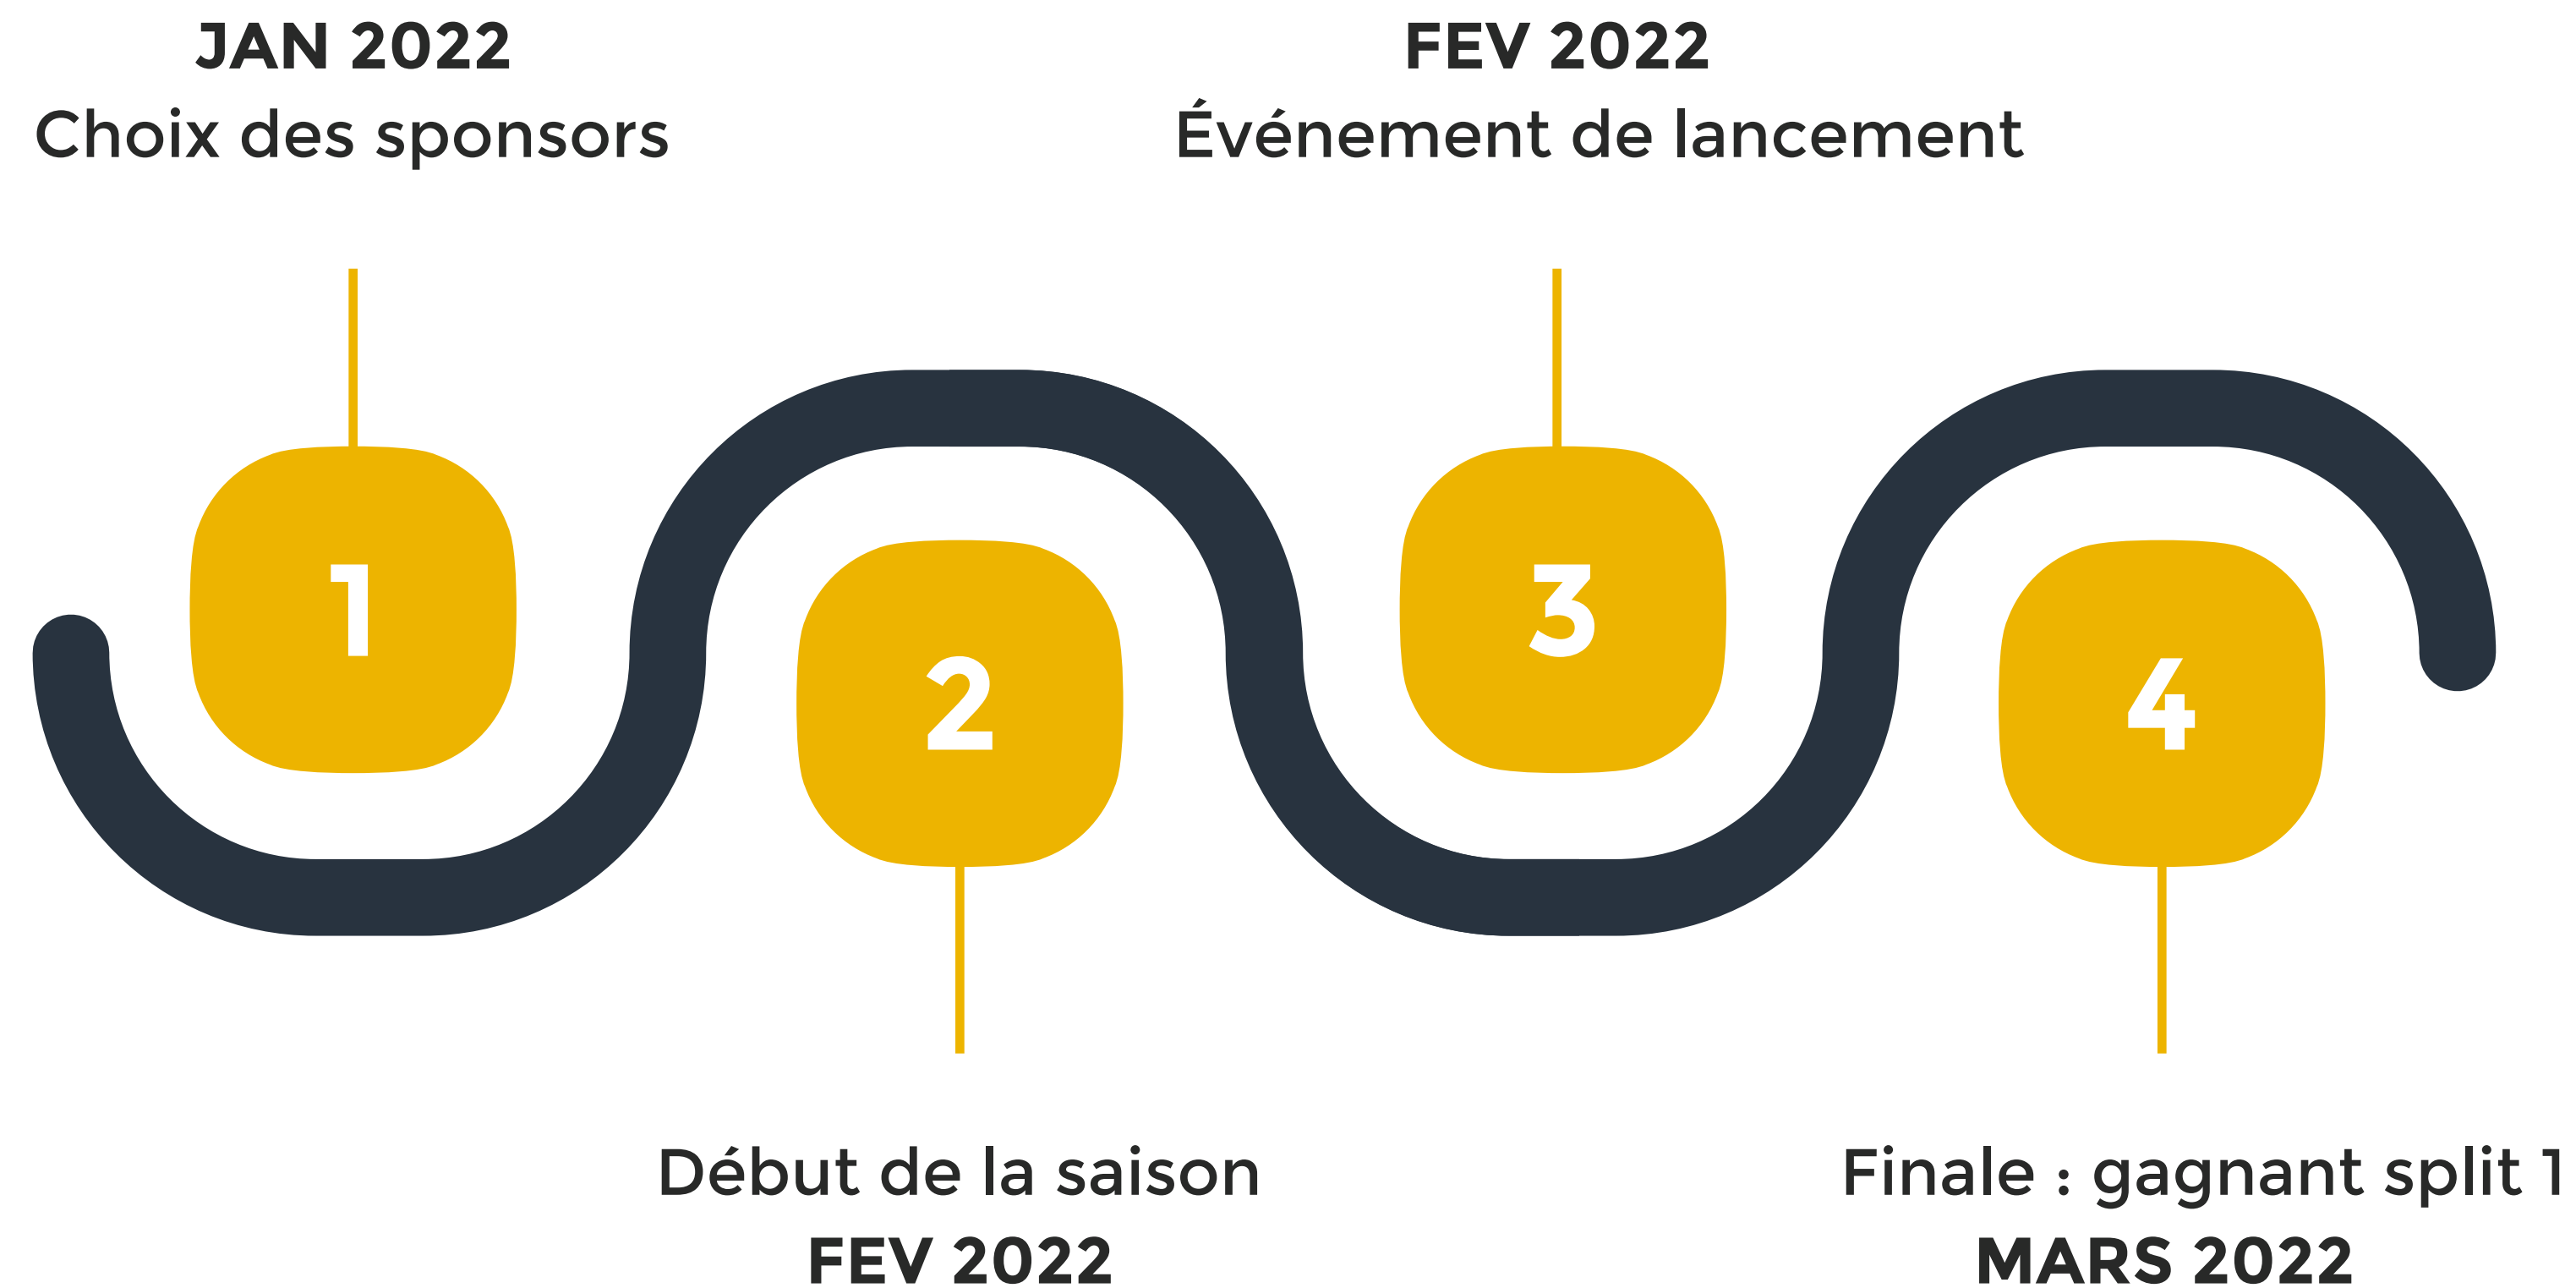 JAN 2022
Choix des sponsors
FEV 2022
Événement de lancement
1
2
3
4
Début de la saison
FEV 2022
Finale : gagnant split 1
MARS 2022